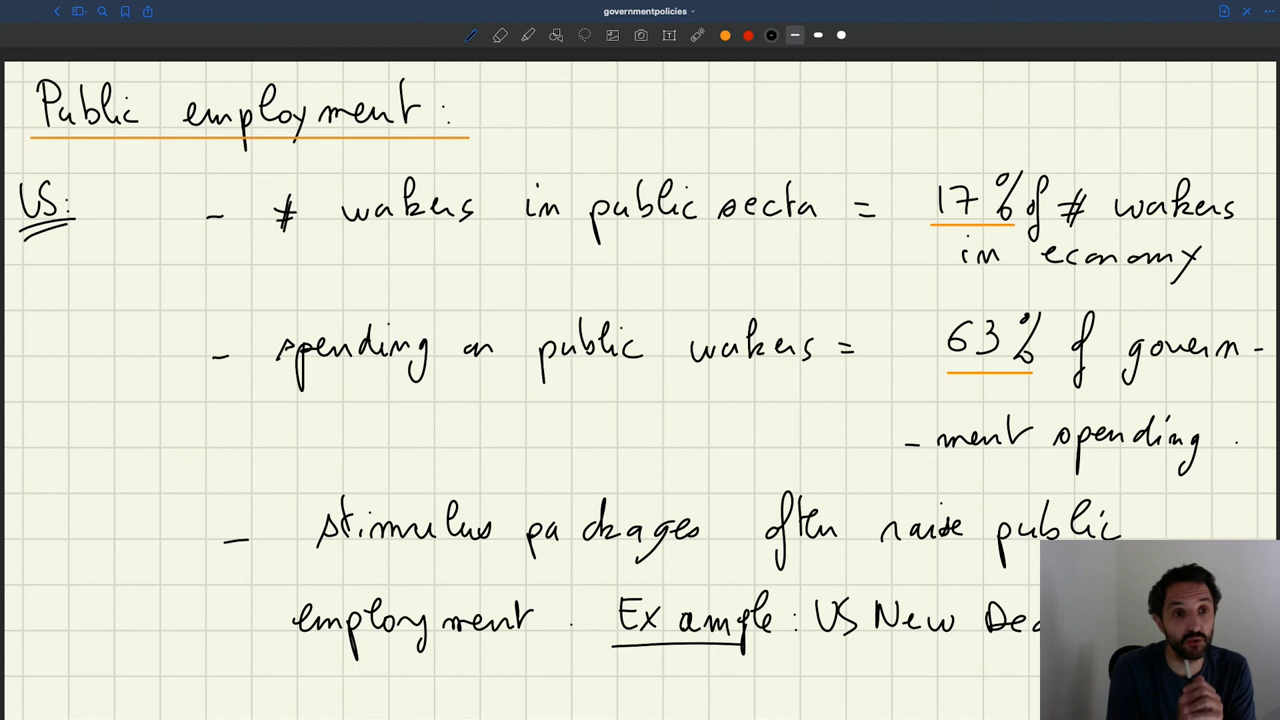 governmentpolicies
Public employment:
US: - # workers in public sector = 17% of # workers
in economy
- spending on public workers = 63% of govern-
- ment spending.
- stimulus packages often raise public
employment. Example: US New